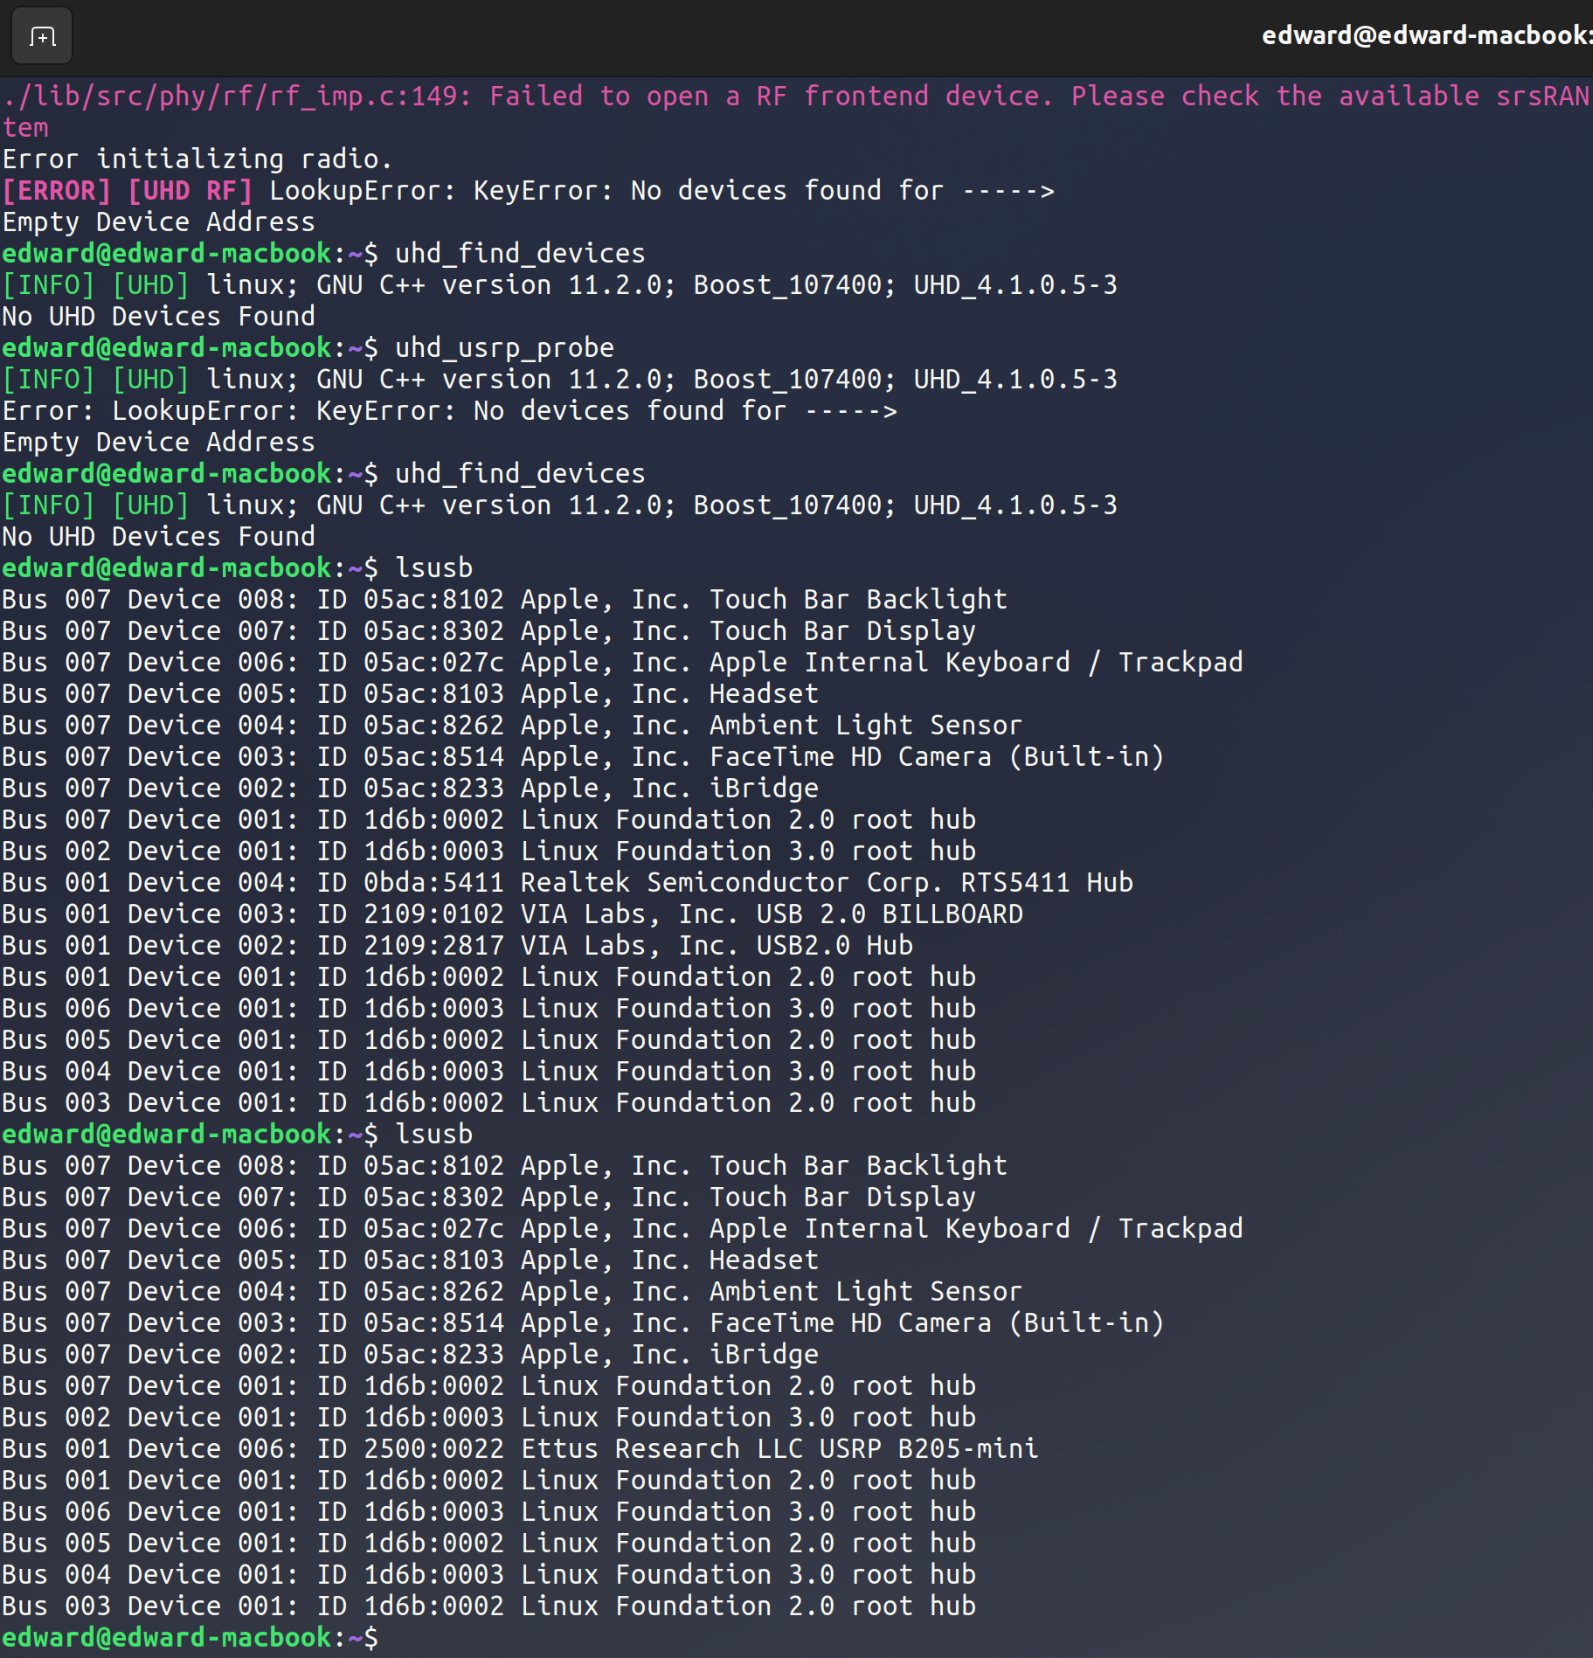 edward@edward-macbook:
./lib/src/phy/rf/rf_imp.c:149: Failed to open a RF frontend device. Please check the available srsRAN
tem
Error initializing radio.
[ERROR] [UHD RF] LookupError: KeyError: No devices found for ----->
Empty Device Address
edward@edward-macbook:~$ uhd_find_devices
[INFO] [UHD] linux; GNU C++ version 11.2.0; Boost_107400; UHD_4.1.0.5-3
No UHD Devices Found
edward@edward-macbook:~$ uhd_usrp_probe
[INFO] [UHD] linux; GNU C++ version 11.2.0; Boost_107400; UHD_4.1.0.5-3
Error: LookupError: KeyError: No devices found for ----->
Empty Device Address
edward@edward-macbook:~$ uhd_find_devices
[INFO] [UHD] linux; GNU C++ version 11.2.0; Boost_107400; UHD_4.1.0.5-3
No UHD Devices Found
edward@edward-macbook:~$ lsusb
Bus 007 Device 008: ID 05ac:8102 Apple, Inc. Touch Bar Backlight
Bus 007 Device 007: ID 05ac:8302 Apple, Inc. Touch Bar Display
Bus 007 Device 006: ID 05ac:027c Apple, Inc. Apple Internal Keyboard / Trackpad
Bus 007 Device 005: ID 05ac:8103 Apple, Inc. Headset
Bus 007 Device 004: ID 05ac:8262 Apple, Inc. Ambient Light Sensor
Bus 007 Device 003: ID 05ac:8514 Apple, Inc. FaceTime HD Camera (Built-in)
Bus 007 Device 002: ID 05ac:8233 Apple, Inc. iBridge
Bus 007 Device 001: ID 1d6b:0002 Linux Foundation 2.0 root hub
Bus 002 Device 001: ID 1d6b:0003 Linux Foundation 3.0 root hub
Bus 001 Device 004: ID 0bda:5411 Realtek Semiconductor Corp. RTS5411 Hub
Bus 001 Device 003: ID 2109:0102 VIA Labs, Inc. USB 2.0 BILLBOARD
Bus 001 Device 002: ID 2109:2817 VIA Labs, Inc. USB2.0 Hub
Bus 001 Device 001: ID 1d6b:0002 Linux Foundation 2.0 root hub
Bus 006 Device 001: ID 1d6b:0003 Linux Foundation 3.0 root hub
Bus 005 Device 001: ID 1d6b:0002 Linux Foundation 2.0 root hub
Bus 004 Device 001: ID 1d6b:0003 Linux Foundation 3.0 root hub
Bus 003 Device 001: ID 1d6b:0002 Linux Foundation 2.0 root hub
edward@edward-macbook:~$ lsusb
Bus 007 Device 008: ID 05ac:8102 Apple, Inc. Touch Bar Backlight
Bus 007 Device 007: ID 05ac:8302 Apple, Inc. Touch Bar Display
Bus 007 Device 006: ID 05ac:027c Apple, Inc. Apple Internal Keyboard / Trackpad
Bus 007 Device 005: ID 05ac:8103 Apple, Inc. Headset
Bus 007 Device 004: ID 05ac:8262 Apple, Inc. Ambient Light Sensor
Bus 007 Device 003: ID 05ac:8514 Apple, Inc. FaceTime HD Camera (Built-in)
Bus 007 Device 002: ID 05ac:8233 Apple, Inc. iBridge
Bus 007 Device 001: ID 1d6b:0002 Linux Foundation 2.0 root hub
Bus 002 Device 001: ID 1d6b:0003 Linux Foundation 3.0 root hub
Bus 001 Device 006: ID 2500:0022 Ettus Research LLC USRP B205-mini
Bus 001 Device 001: ID 1d6b:0002 Linux Foundation 2.0 root hub
Bus 006 Device 001: ID 1d6b:0003 Linux Foundation 3.0 root hub
Bus 005 Device 001: ID 1d6b:0002 Linux Foundation 2.0 root hub
Bus 004 Device 001: ID 1d6b:0003 Linux Foundation 3.0 root hub
Bus 003 Device 001: ID 1d6b:0002 Linux Foundation 2.0 root hub
edward@edward-macbook:~$